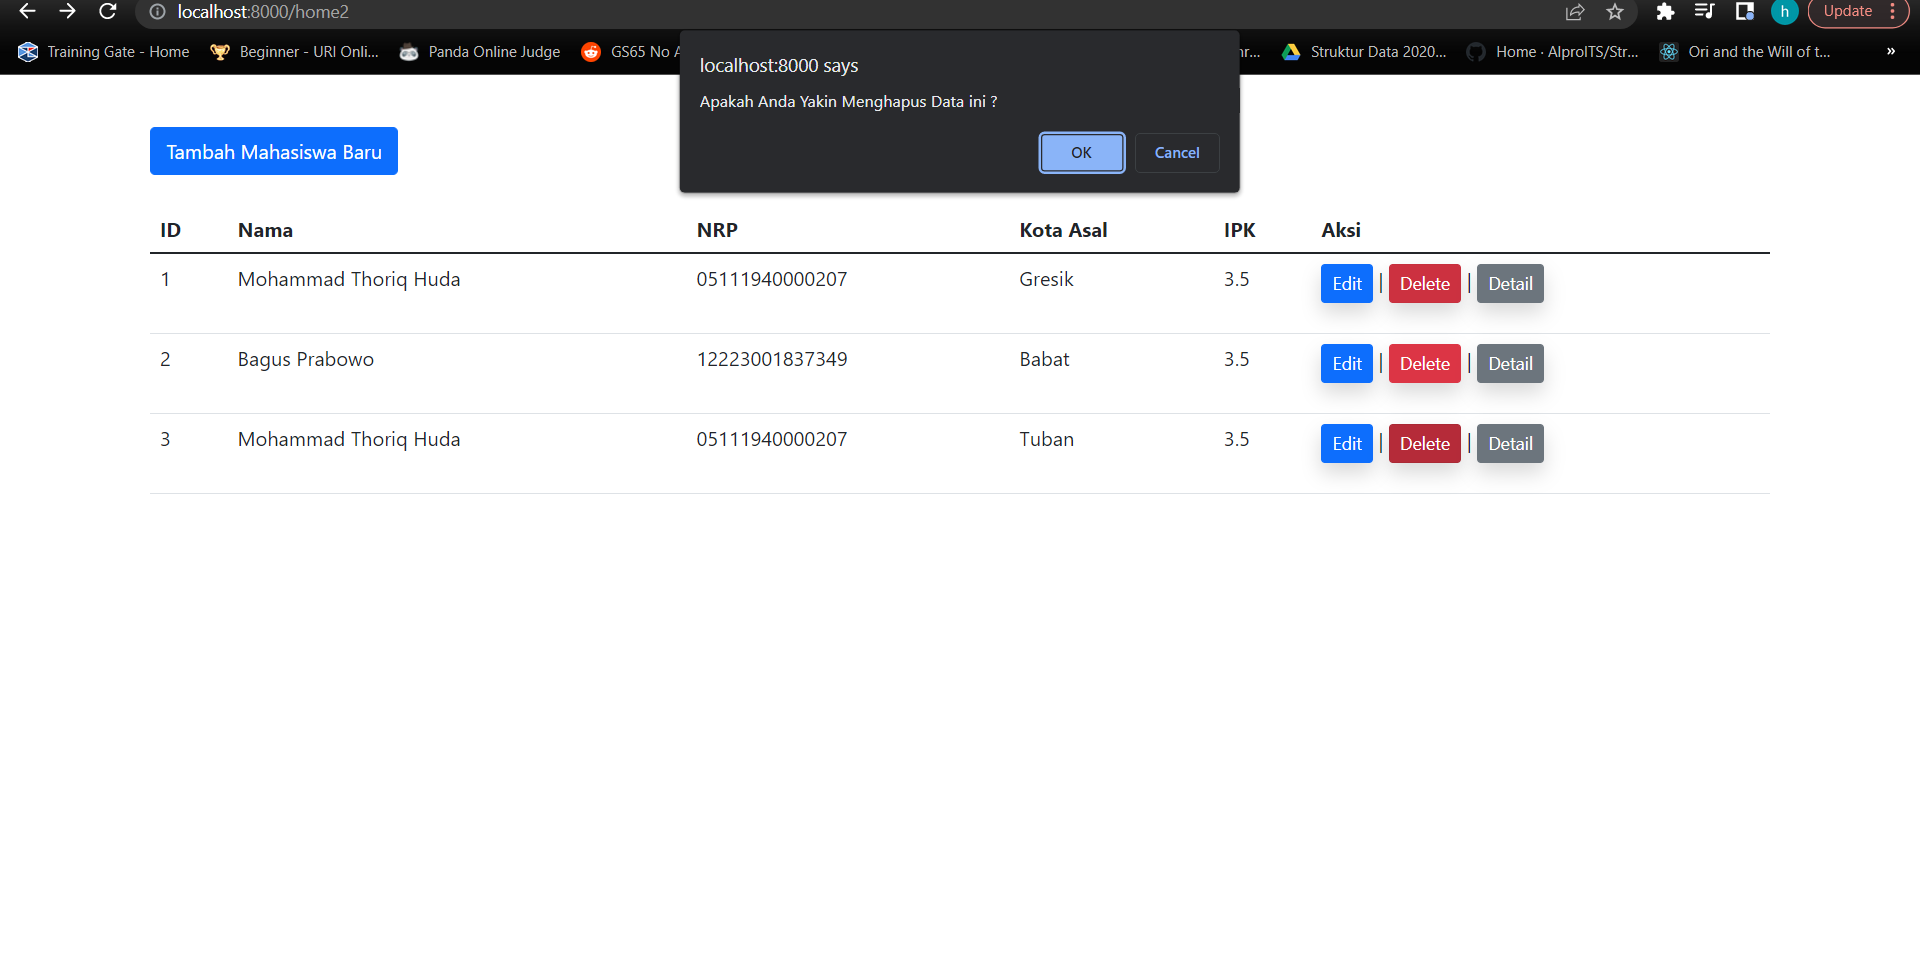 localhost:8000/home2
Update
Training Gate - Home
Beginner - URI Onli...
Panda Online Judge
GS65 No A
nr...
Struktur Data 2020...
Home · AlproITS/Str...
Ori and the Will of t...
»
h
localhost:8000 says
Apakah Anda Yakin Menghapus Data ini ?
OK Cancel
Tambah Mahasiswa Baru
ID Nama NRP Kota Asal IPK Aksi
1 Mohammad Thoriq Huda 05111940000207 Gresik 3.5 Edit | Delete | Detail
2 Bagus Prabowo 12223001837349 Babat 3.5 Edit | Delete | Detail
3 Mohammad Thoriq Huda 05111940000207 Tuban 3.5 Edit | Delete | Detail